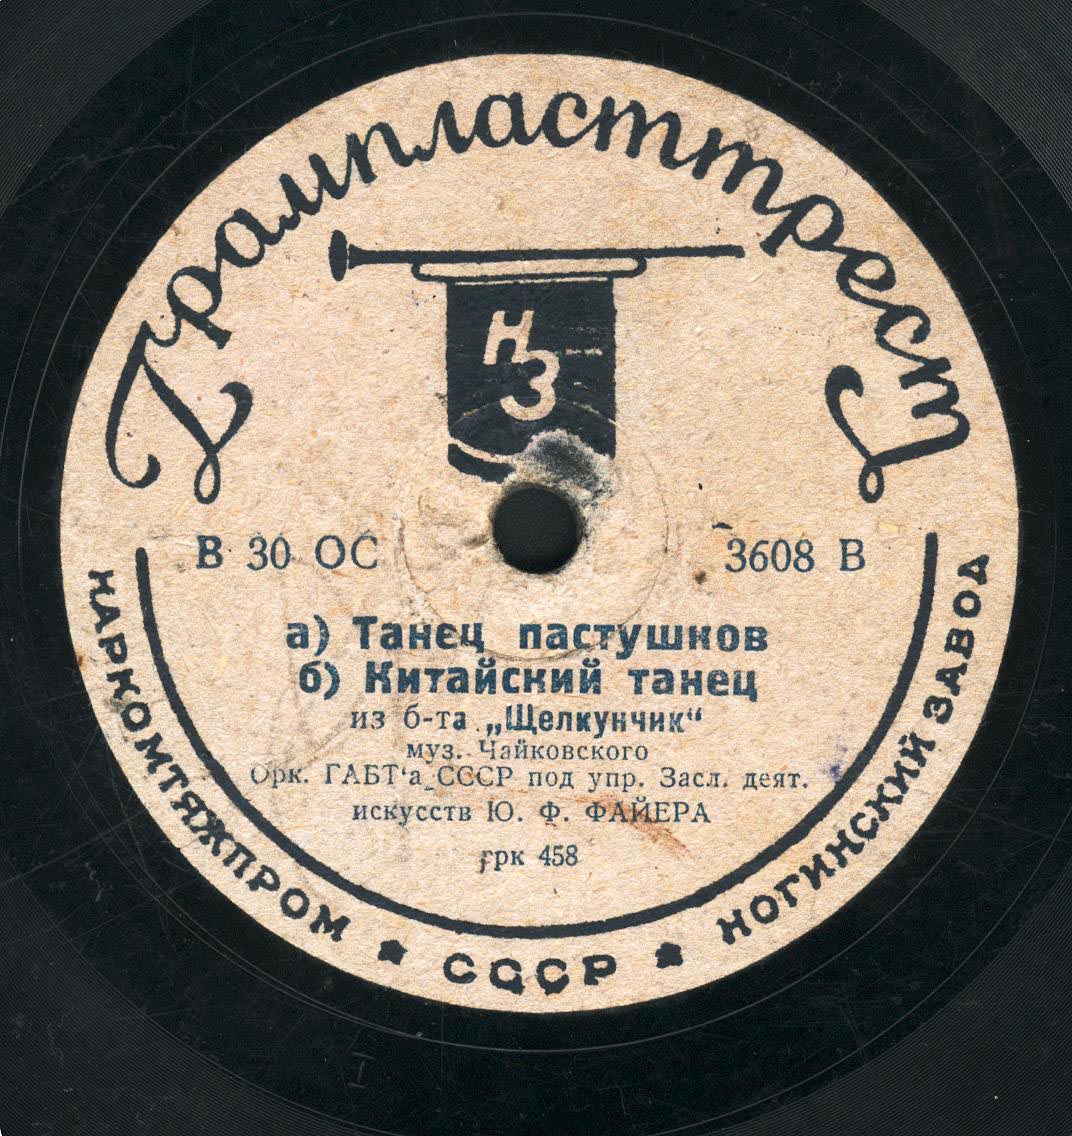 Грампласттрест
НЗ
В 30 ОС
3608 В
а) Танец пастушков
б) Китайский танец
из б-та „Щелкунчик“
муз. Чайковского
Орк. ГАБТ'а СССР под упр. Засл. деят.
искусств Ю. Ф. ФАЙЕРА
грк 458
НАРКОМТЯЖПРОМ ★ СССР ★ НОГИНСКИЙ ЗАВОД